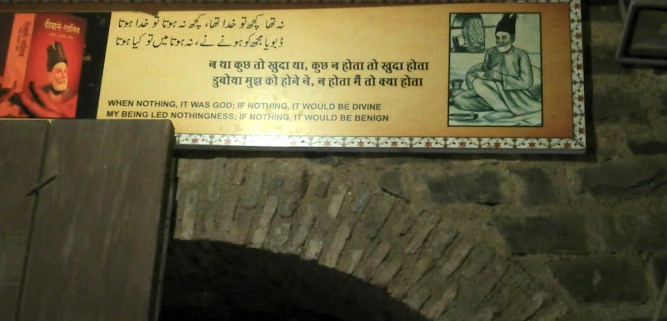 दीवान-ग़ालिब
نہ تھا کچھ تو خدا تھا، کچھ نہ ہوتا تو خدا ہوتا
ڈبویا مجھ کو ہونے نے، نہ ہوتا میں تو کیا ہوتا
न था कुछ तो खुदा था, कुछ न होता तो खुदा होता
डुबोया मुझ को होने ने, न होता मैं तो क्या होता
WHEN NOTHING, IT WAS GOD; IF NOTHING, IT WOULD BE DIVINE
MY BEING LED NOTHINGNESS; IF NOTHING, IT WOULD BE BENIGN